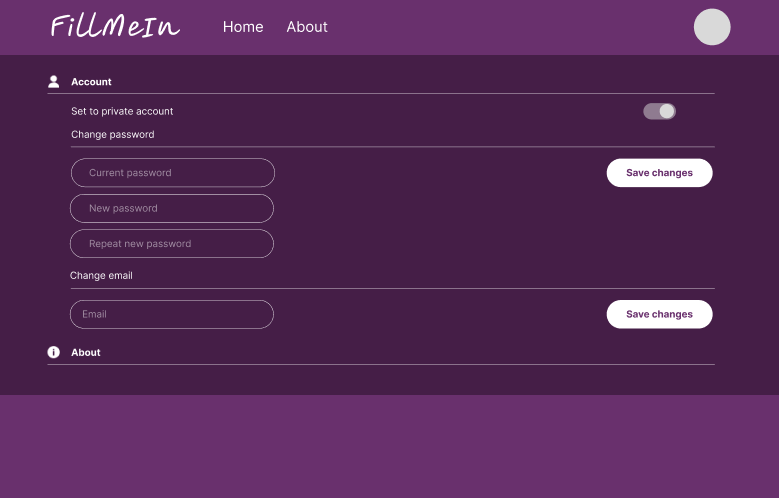 FillMeIn Home About
Account
Set to private account
Change password
Current password Save changes
New password
Repeat new password
Change email
Email Save changes
i About